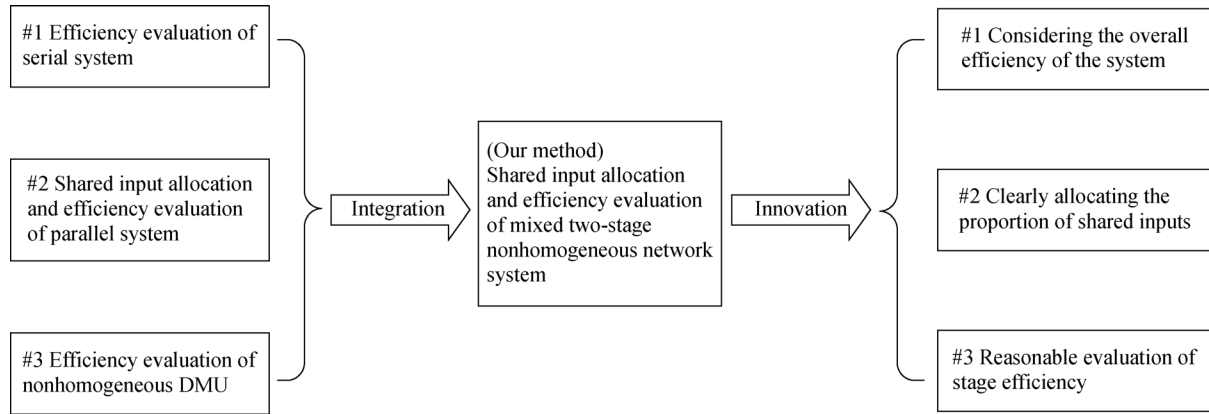 #1 Efficiency evaluation of
serial system
#2 Shared input allocation
and efficiency evaluation
of parallel system
#3 Efficiency evaluation of
nonhomogeneous DMU
Integration
(Our method)
Shared input allocation
and efficiency evaluation
of mixed two-stage
nonhomogeneous network
system
Innovation
#1 Considering the overall
efficiency of the system
#2 Clearly allocating the
proportion of shared inputs
#3 Reasonable evaluation of
stage efficiency